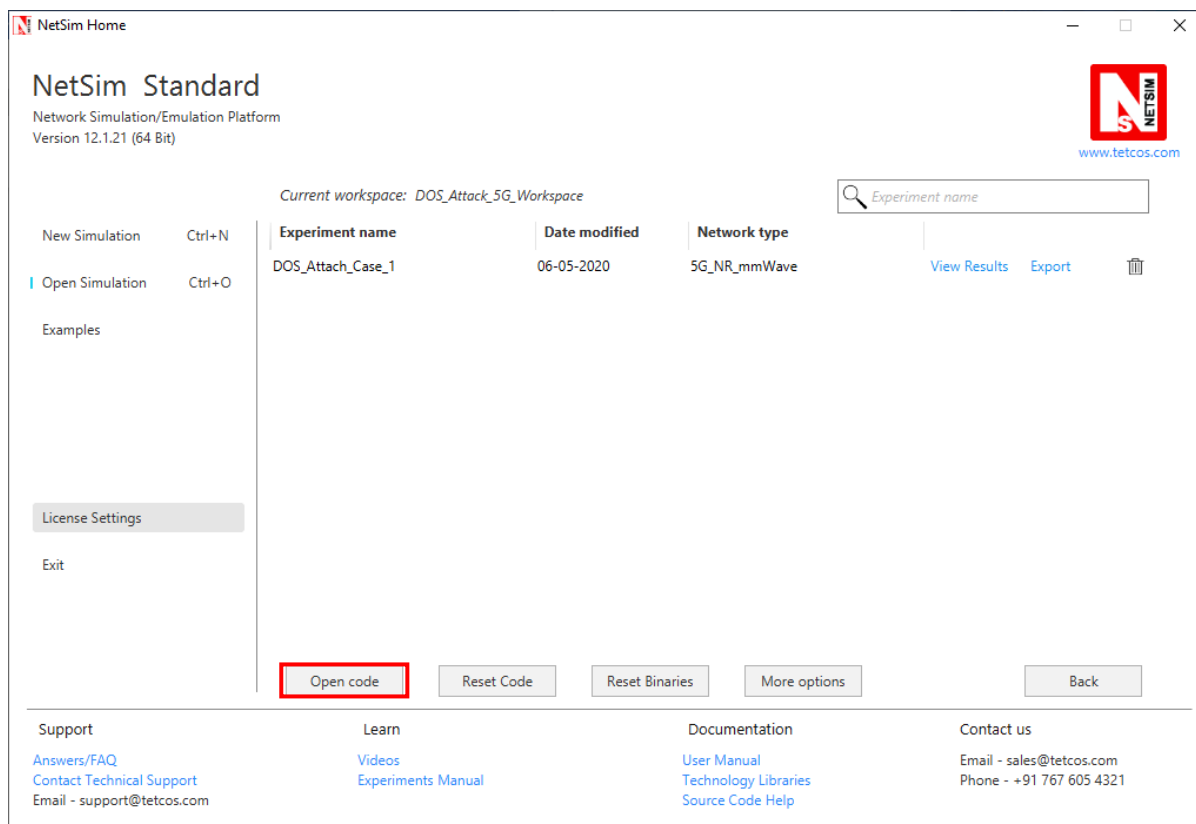 NetSim Home
NetSim Standard
Network Simulation/Emulation Platform
Version 12.1.21 (64 Bit)
NS NETSIM
www.tetcos.com
Current workspace: DOS_Attack_5G_Workspace
Experiment name
New Simulation Ctrl+N
Open Simulation Ctrl+O
Examples
License Settings
Exit
Experiment name Date modified Network type
DOS_Attach_Case_1 06-05-2020 5G_NR_mmWave View Results Export
Open code Reset Code Reset Binaries More options Back
Support
Answers/FAQ
Contact Technical Support
Email - support@tetcos.com
Learn
Videos
Experiments Manual
Documentation
User Manual
Technology Libraries
Source Code Help
Contact us
Email - sales@tetcos.com
Phone - +91 767 605 4321